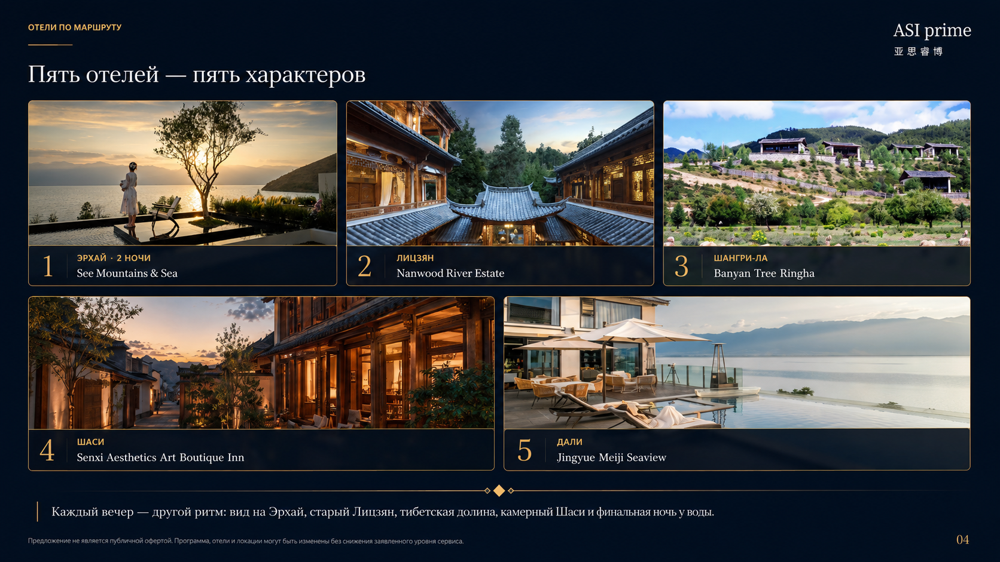 ОТЕЛИ ПО МАРШРУТУ
ASI prime
亚思睿博
Пять отелей — пять характеров
1
ЭРХАЙ · 2 НОЧИ
See Mountains & Sea
2
ЛИЦЗЯН
Nanwood River Estate
3
ШАНГРИ-ЛА
Banyan Tree Ringha
4
ШАСИ
Senxi Aesthetics Art Boutique Inn
5
ДАЛИ
Jingyue Meiji Seaview
Каждый вечер — другой ритм: вид на Эрхай, старый Лицзян, тибетская долина, камерный Шаси и финальная ночь у воды.
Предложение не является публичной офертой. Программа, отели и локации могут быть изменены без снижения заявленного уровня сервиса.
04